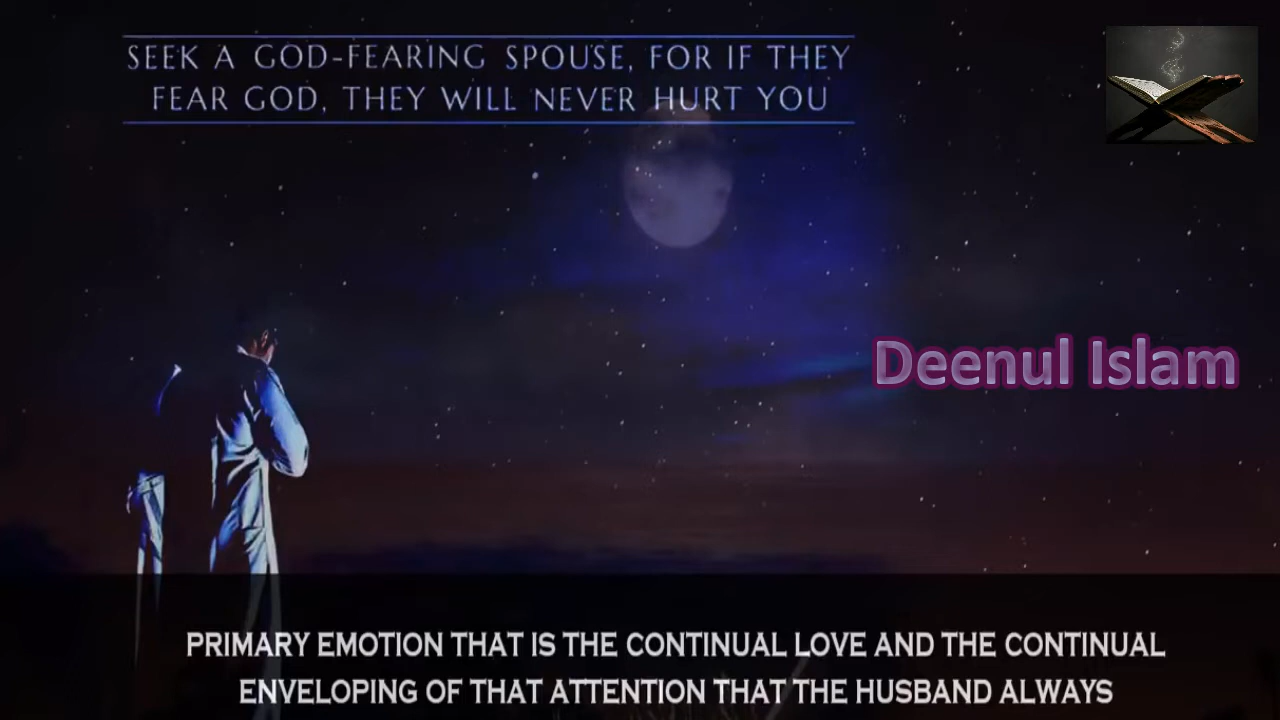 SEEK A GOD-FEARING SPOUSE, FOR IF THEY
FEAR GOD, THEY WILL NEVER HURT YOU
Deenul Islam
PRIMARY EMOTION THAT IS THE CONTINUAL LOVE AND THE CONTINUAL
ENVELOPING OF THAT ATTENTION THAT THE HUSBAND ALWAYS